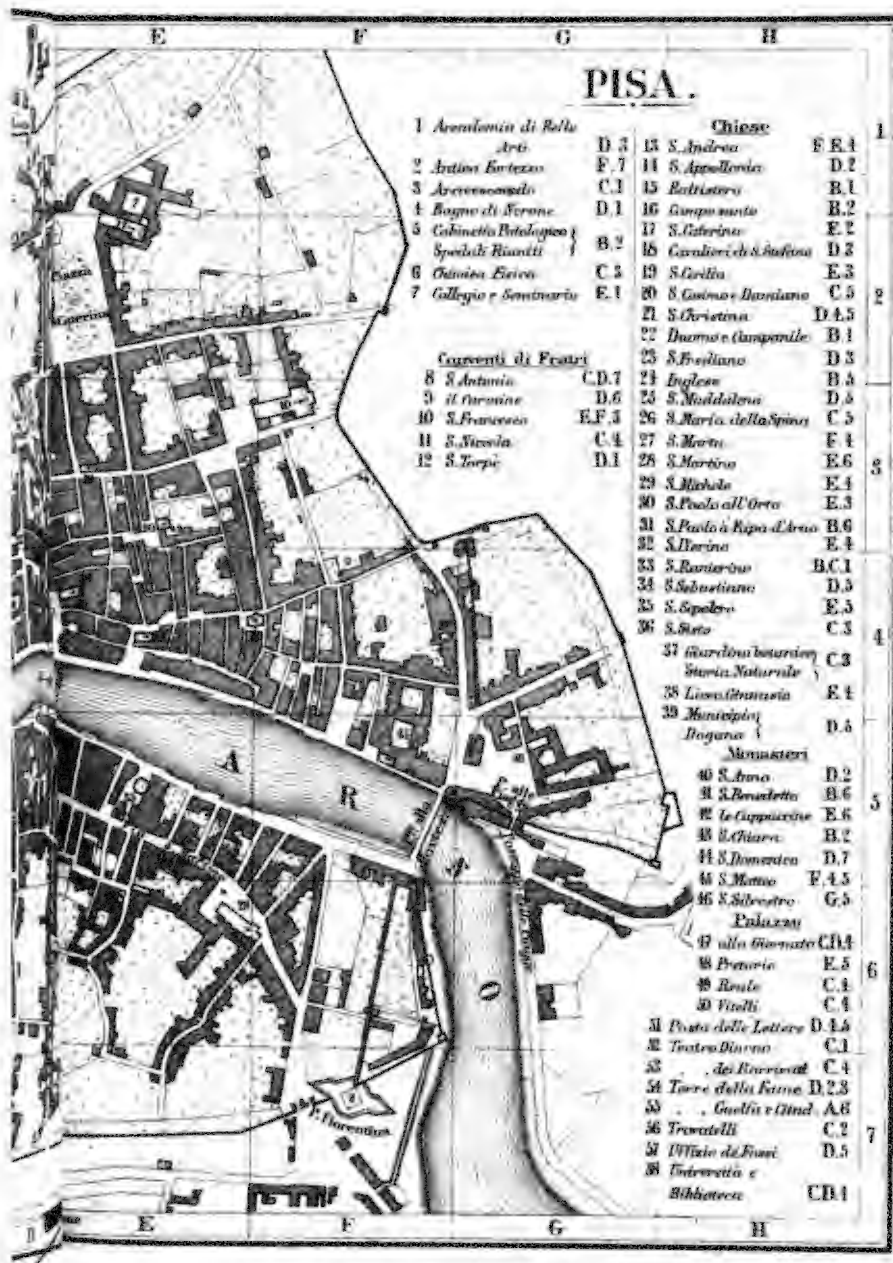 E F G H
PISA.
1 Accademia di Belle
Arti D.3
2 Antica Fortezza F.7
3 Arcivescovado C.1
4 Bagno di Nerone D.1
5 Gabinetto Patologico
Spedali Riuniti B.2
6 Chimica Fisica C.3
7 Collegio e Seminario E.1
Conventi di Fratri
8 S. Antonio C.D.7
9 il Carmine D.6
10 S. Francesco E.F.3
11 S. Nicola C.4
12 S. Torpè D.1
Chiese
13 S. Andrea F.E.4
14 S. Appollonia D.2
15 Battistero B.1
16 Campo santo B.2
17 S. Caterina E.2
18 Cavalieri di S. Stefano D.3
19 S. Cecilia E.3
20 S. Cosimo e Damiano C.5
21 S. Christina D.4.5
22 Duomo e Campanile B.1
23 S. Frediano D.3
24 Inglese B.5
25 S. Maddalena D.5
26 S. Maria della Spina C.5
27 S. Marta F.4
28 S. Martino E.6
29 S. Michele E.4
30 S. Paolo all'Orto E.3
31 S. Paolo à Ripa d'Arno B.6
32 S. Pierino E.4
33 S. Ranierino B.C.1
34 S. Sebastiano D.5
35 S. Sepolcro E.5
36 S. Sisto C.3
37 Giardino botanico
Storia Naturale C.3
38 Liceo Ginnasio E.4
39 Municipio
Dogana D.5
Monasteri
40 S. Anna D.2
41 S. Benedetto B.6
42 le Cappuccine E.6
43 S. Chiara B.2
44 S. Domenico D.7
45 S. Matteo F.4.5
46 S. Silvestro G.5
Palazzo
47 alla Giornata C.D.4
48 Pretorio E.5
49 Reale C.4
50 Vitelli C.4
51 Posta delle Lettere D.4.5
52 Teatro Diurno C.1
53 . . dei C.4
54 Torre della Fame D.2.3
55 . . Guelfa e Ghib. A.6
56 Trovatelli C.2
57 Uffizio de Fiumi D.5
58 Università e
Biblioteca C.D.4
1
2
3
4
5
6
7
Piazza
Caterina
A R N O
P. alla
Fortezza
P. Fiorentina
E F G H